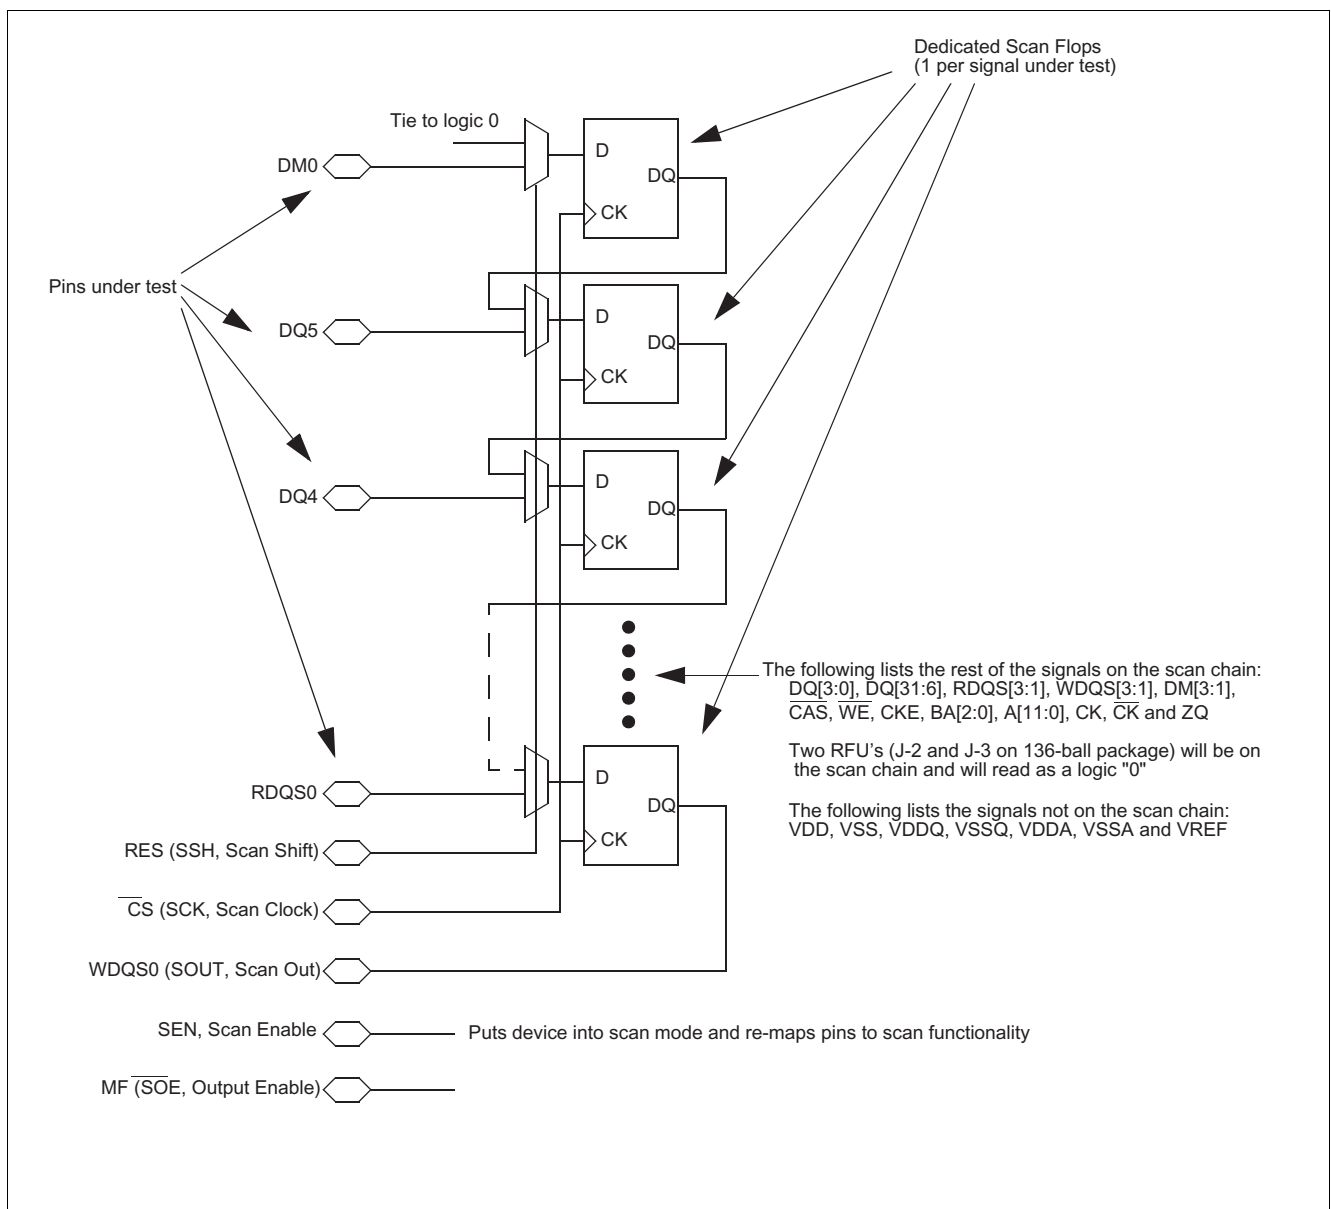 Dedicated Scan Flops
(1 per signal under test)
Tie to logic 0
DM0
D
DQ
CK
Pins under test
DQ5
D
DQ
CK
DQ4
D
DQ
CK
The following lists the rest of the signals on the scan chain:
DQ[3:0], DQ[31:6], RDQS[3:1], WDQS[3:1], DM[3:1],
C̅A̅S̅, W̅E̅, CKE, BA[2:0], A[11:0], CK, C̅K̅ and ZQ
Two RFU's (J-2 and J-3 on 136-ball package) will be on
the scan chain and will read as a logic "0"
The following lists the signals not on the scan chain:
VDD, VSS, VDDQ, VSSQ, VDDA, VSSA and VREF
RDQS0
D
DQ
CK
RES (SSH, Scan Shift)
C̅S (SCK, Scan Clock)
WDQS0 (SOUT, Scan Out)
SEN, Scan Enable
Puts device into scan mode and re-maps pins to scan functionality
MF (S̅O̅E, Output Enable)